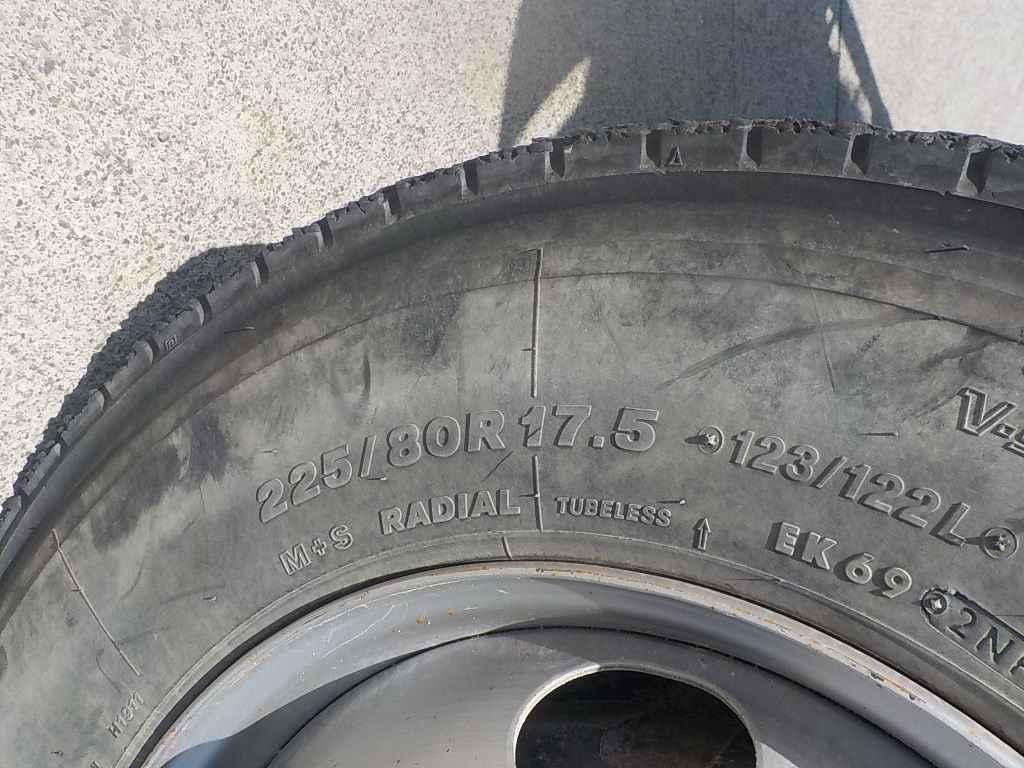 225/80R 17.5 123/122L
M+S RADIAL TUBELESS ↑ EK69